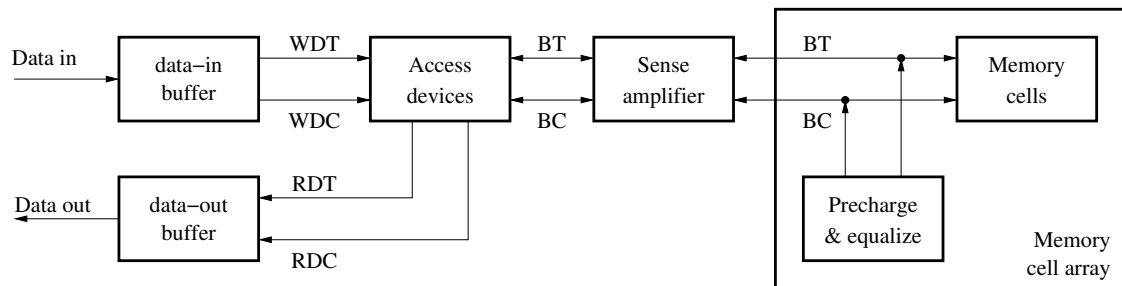 Data in
data−in
buffer
WDT
WDC
Access
devices
BT
BC
Sense
amplifier
BT
BC
Memory
cells
Data out
data−out
buffer
RDT
RDC
Precharge
& equalize
Memory
cell array